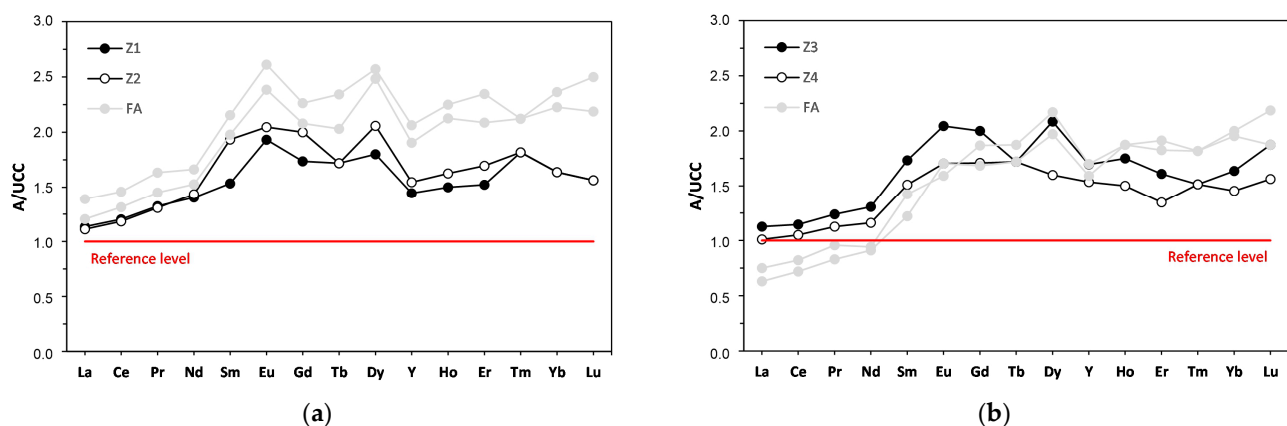 3.0
2.5
2.0
1.5
1.0
0.5
0.0
A/UCC
Z1
Z2
FA
Reference level
La Ce Pr Nd Sm Eu Gd Tb Dy Y Ho Er Tm Yb Lu
(a)
3.0
2.5
2.0
1.5
1.0
0.5
0.0
A/UCC
Z3
Z4
FA
Reference level
La Ce Pr Nd Sm Eu Gd Tb Dy Y Ho Er Tm Yb Lu
(b)